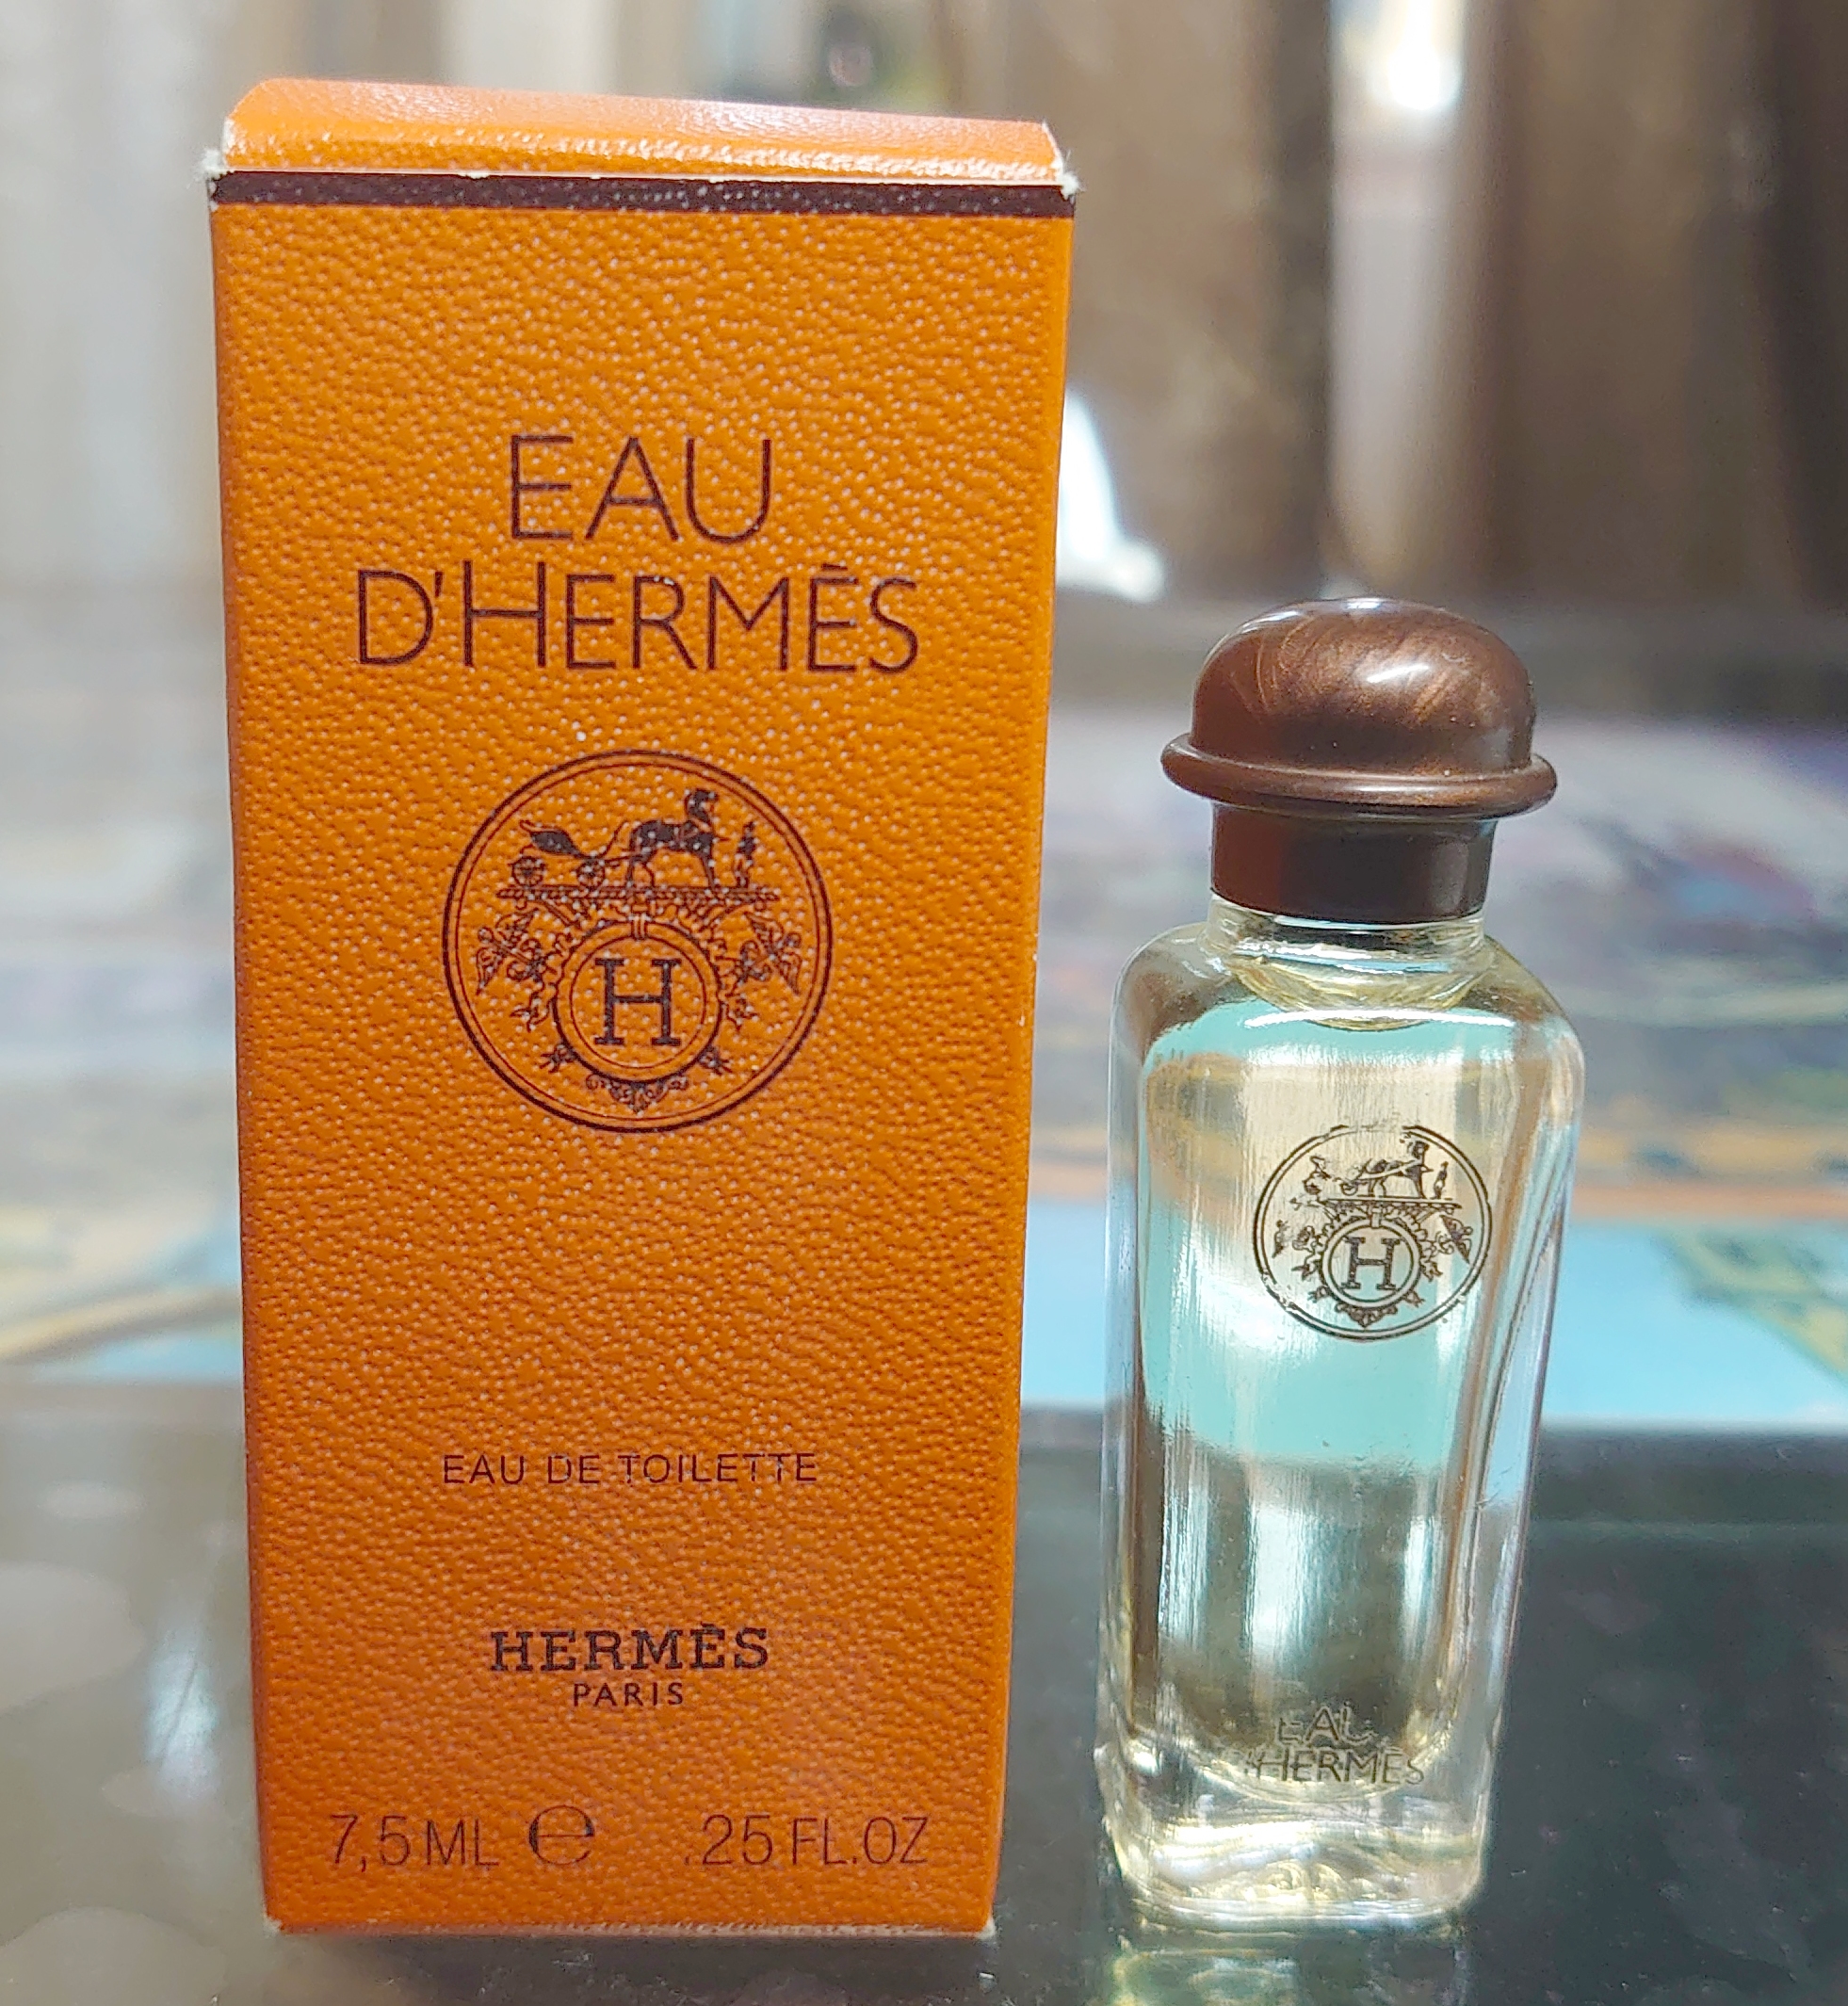 EAU
D'HERMÈS
H
EAU DE TOILETTE
HERMÈS
PARIS
7,5 ML ℮ .25 FL.OZ
H
EAU
D'HERMÈS